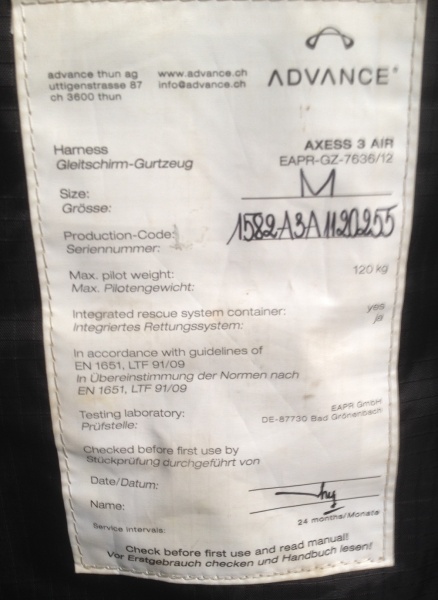 ADVANCE
advance thun ag www.advance.ch
uttigenstrasse 87 info@advance.ch
ch 3600 thun
Harness AXESS 3 AIR
Gleitschirm-Gurtzeug EAPR-GZ-7636/12
Size: M
Grösse:
Production-Code: 1582A3A1120255
Seriennummer:
Max. pilot weight: 120 kg
Max. Pilotengewicht:
Integrated rescue system container: yes
Integriertes Rettungssystem: ja
In accordance with guidelines of
EN 1651, LTF 91/09
In Übereinstimmung der Normen nach
EN 1651, LTF 91/09
Testing laboratory: EAPR GmbH
Prüfstelle: DE-87730 Bad Grönenbach
Checked before first use by
Stückprüfung durchgeführt von
Date/Datum:
Name:
Service intervals: 24 months/Monate
Check before first use and read manual!
Vor Erstgebrauch checken und Handbuch lesen!